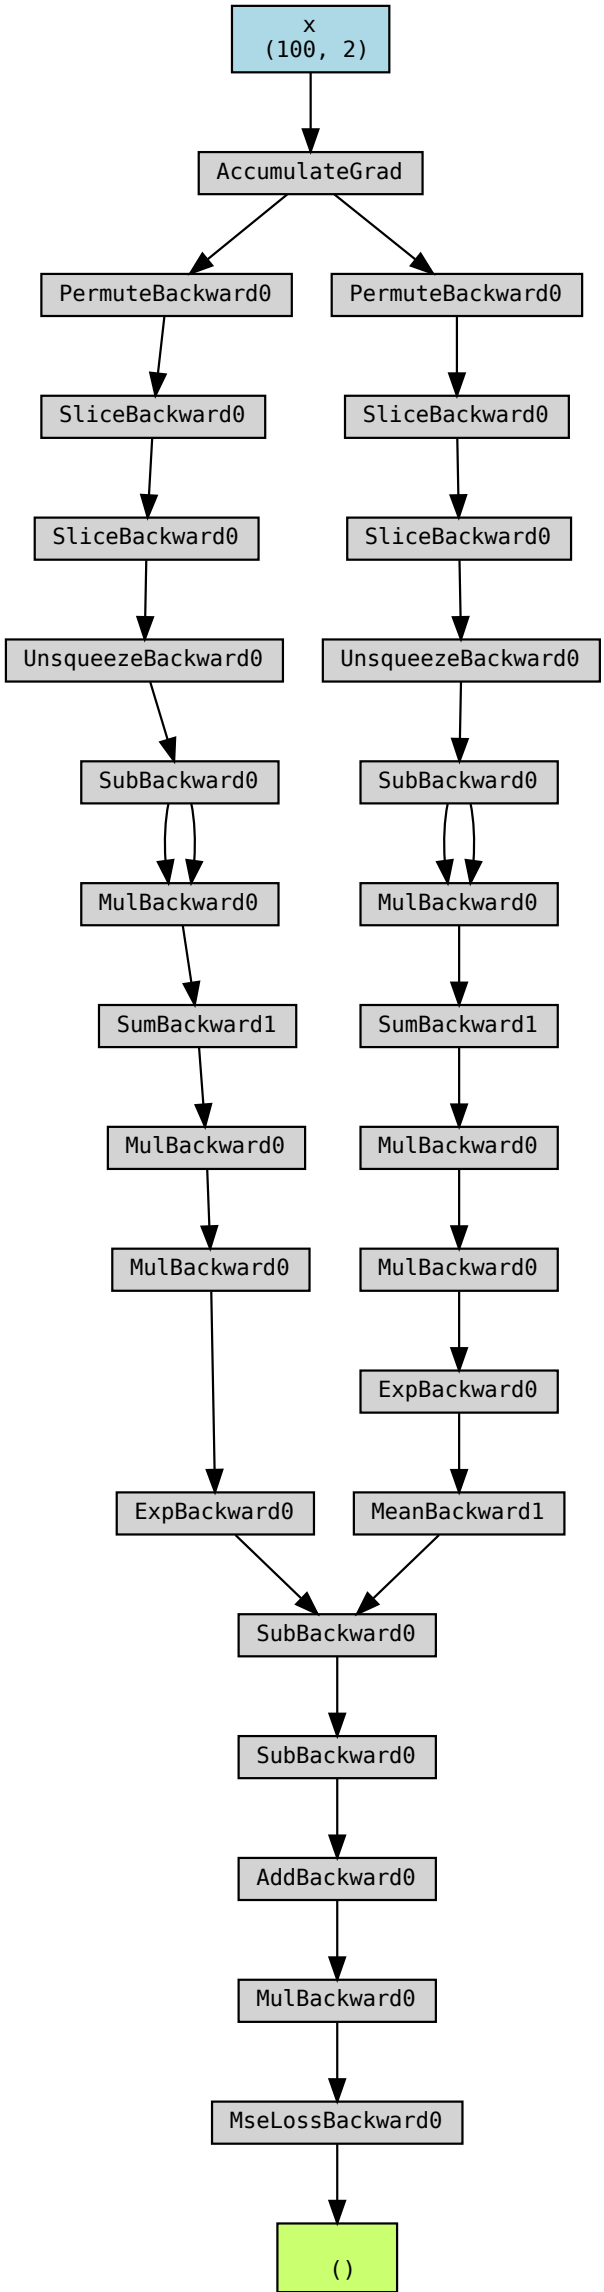 x
(100, 2)
AccumulateGrad
PermuteBackward0 PermuteBackward0
SliceBackward0 SliceBackward0
SliceBackward0 SliceBackward0
UnsqueezeBackward0 UnsqueezeBackward0
SubBackward0 SubBackward0
MulBackward0 MulBackward0
SumBackward1 SumBackward1
MulBackward0 MulBackward0
MulBackward0 MulBackward0
ExpBackward0
ExpBackward0 MeanBackward1
SubBackward0
SubBackward0
AddBackward0
MulBackward0
MseLossBackward0
()